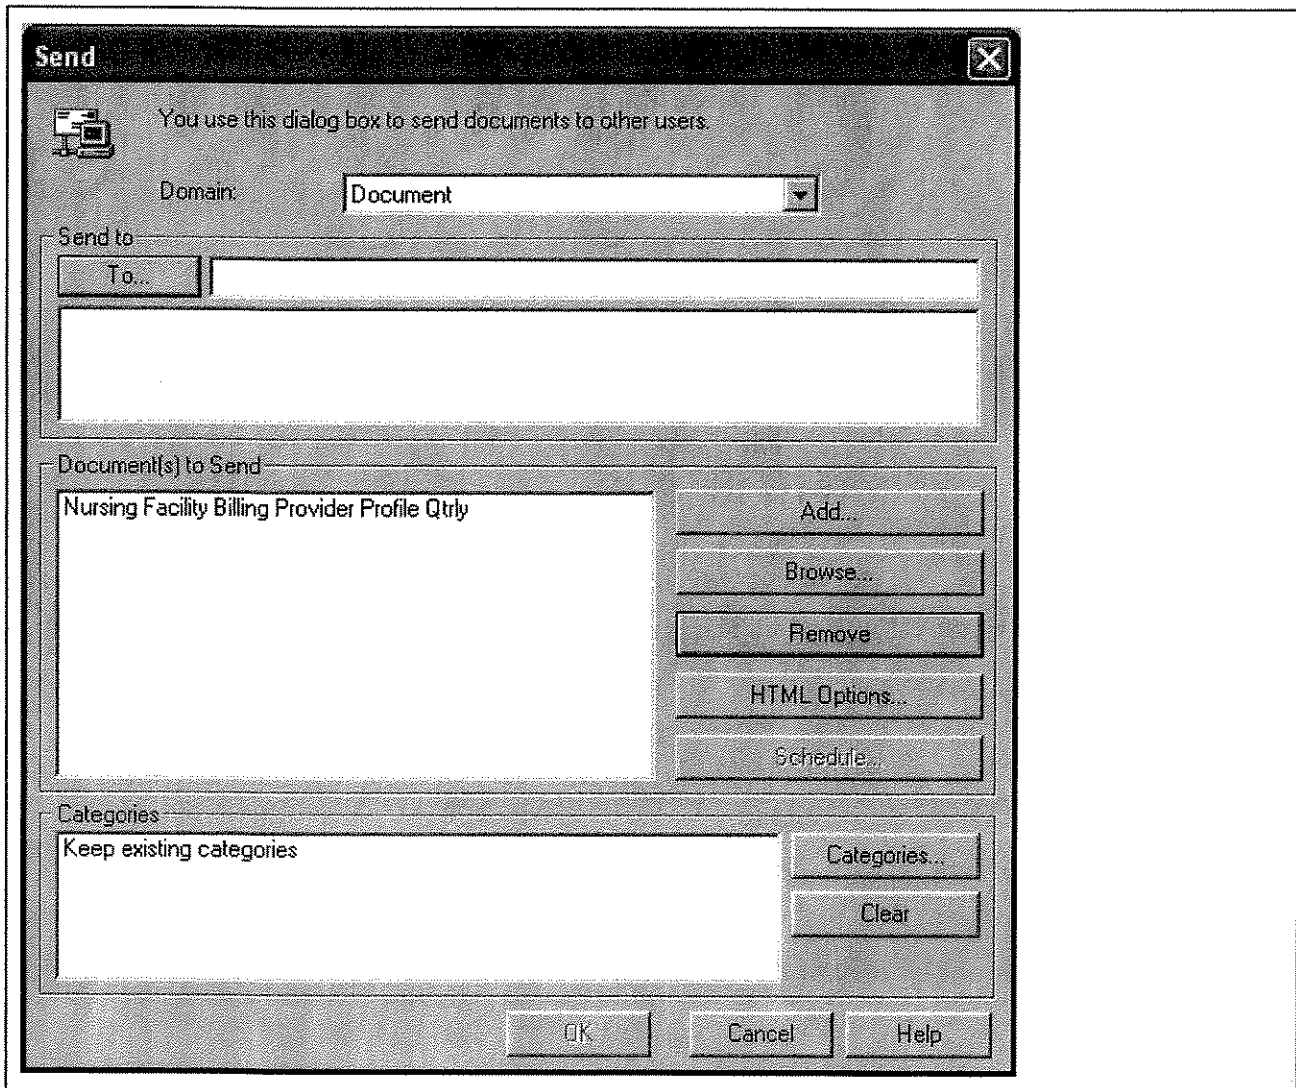 Send
You use this dialog box to send documents to other users.
Domain:
Document
Send to
To...
Document(s) to Send
Nursing Facility Billing Provider Profile Qtrly
Add...
Browse...
Remove
HTML Options...
Schedule...
Categories
Keep existing categories
Categories...
Clear
OK
Cancel
Help